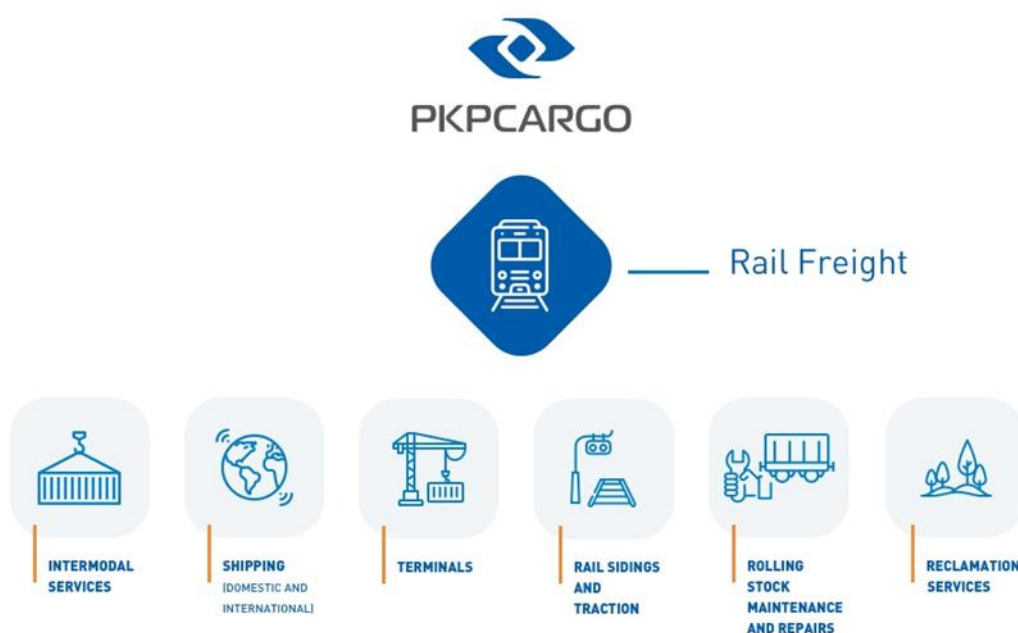 PKPCARGO
Rail Freight
INTERMODAL
SERVICES
SHIPPING
(DOMESTIC AND
INTERNATIONAL)
TERMINALS
RAIL SIDINGS
AND
TRACTION
ROLLING
STOCK
MAINTENANCE
AND REPAIRS
RECLAMATION
SERVICES